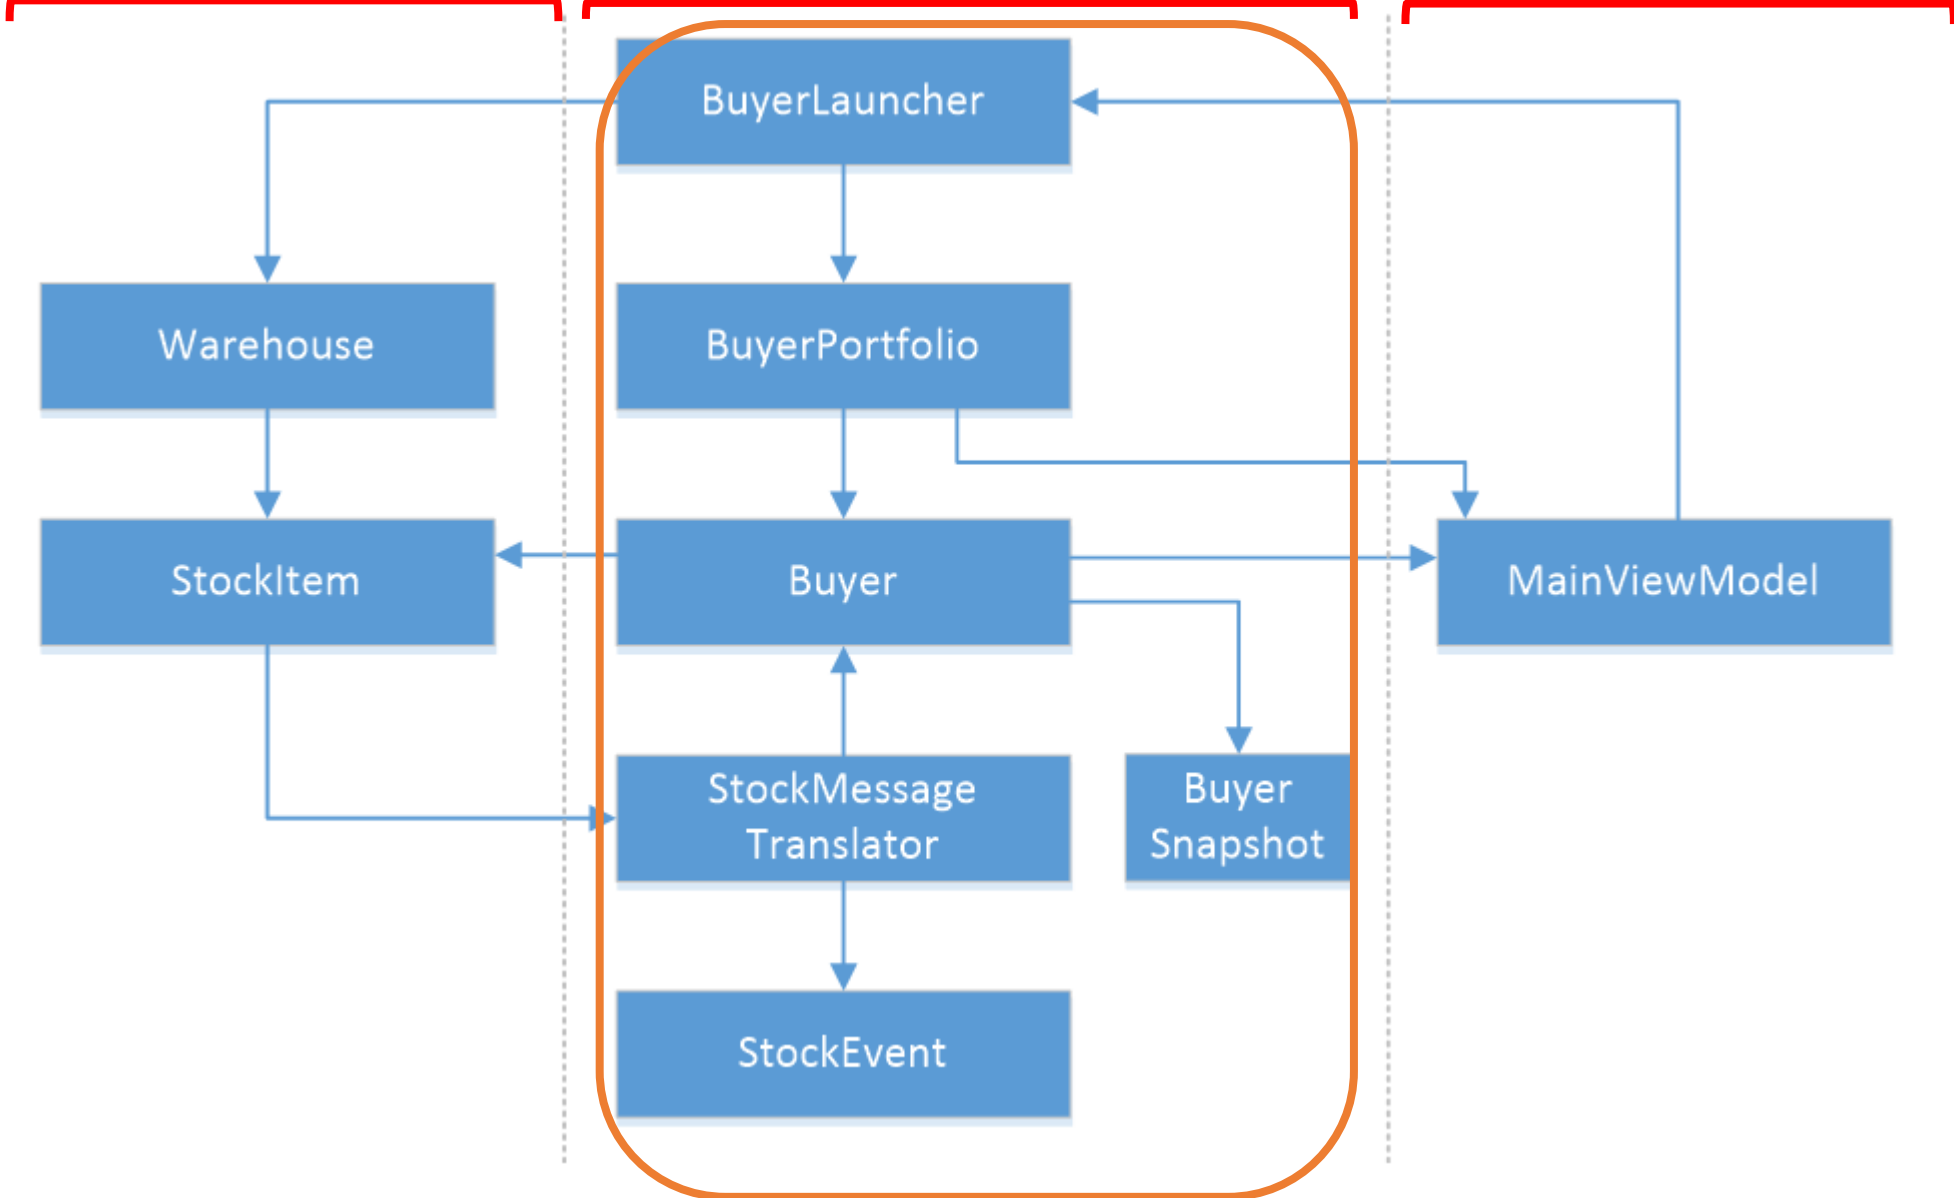 BuyerLauncher
Warehouse
BuyerPortfolio
StockItem
Buyer
MainViewModel
StockMessage
Translator
Buyer
Snapshot
StockEvent